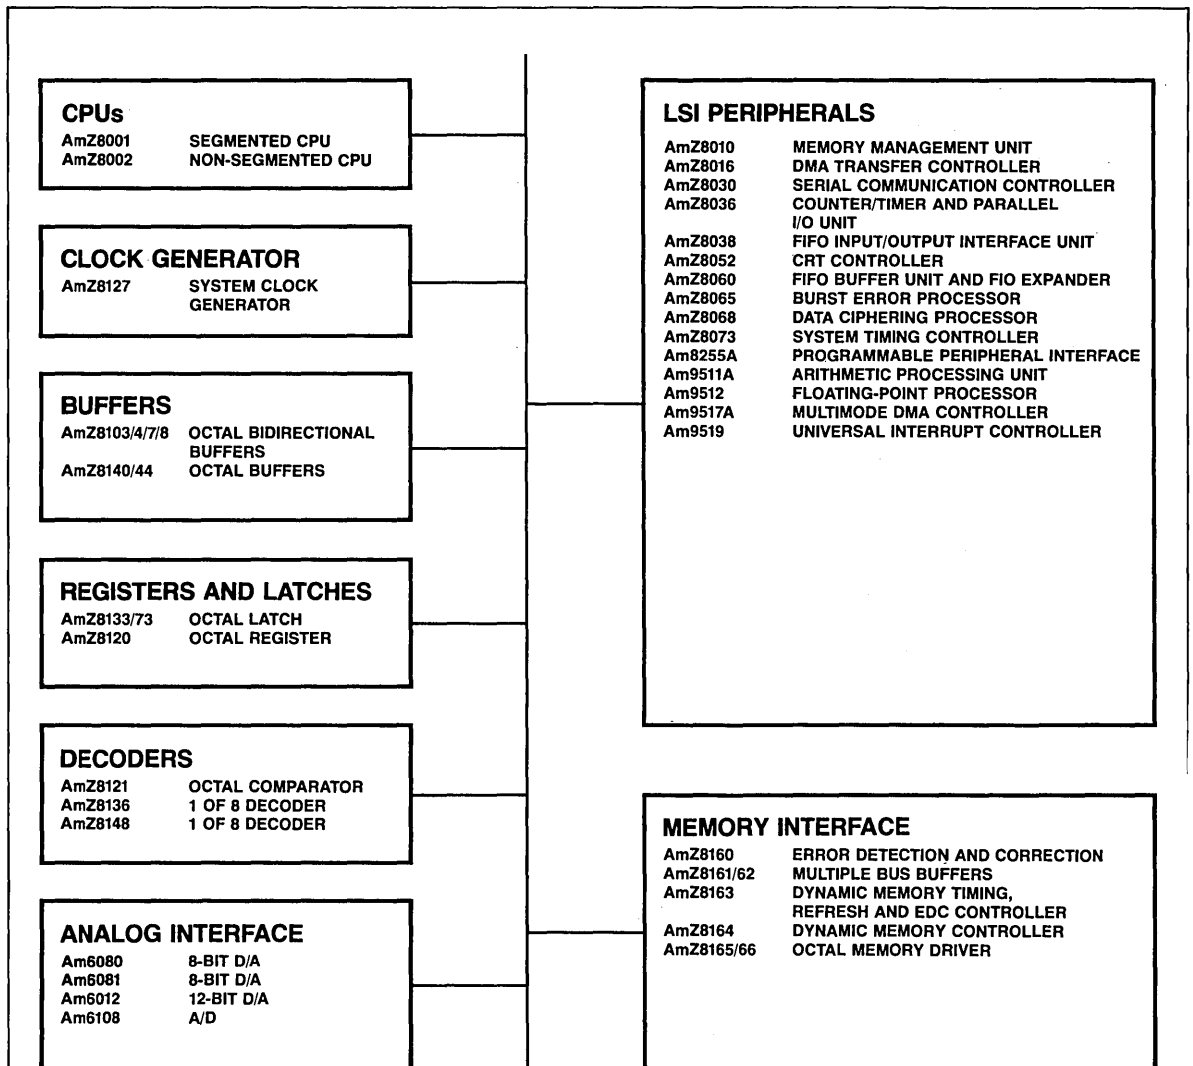 CPUs
AmZ8001 SEGMENTED CPU
AmZ8002 NON-SEGMENTED CPU
CLOCK GENERATOR
AmZ8127 SYSTEM CLOCK
GENERATOR
BUFFERS
AmZ8103/4/7/8 OCTAL BIDIRECTIONAL
BUFFERS
AmZ8140/44 OCTAL BUFFERS
REGISTERS AND LATCHES
AmZ8133/73 OCTAL LATCH
AmZ8120 OCTAL REGISTER
DECODERS
AmZ8121 OCTAL COMPARATOR
AmZ8136 1 OF 8 DECODER
AmZ8148 1 OF 8 DECODER
ANALOG INTERFACE
Am6080 8-BIT D/A
Am6081 8-BIT D/A
Am6012 12-BIT D/A
Am6108 A/D
LSI PERIPHERALS
AmZ8010 MEMORY MANAGEMENT UNIT
AmZ8016 DMA TRANSFER CONTROLLER
AmZ8030 SERIAL COMMUNICATION CONTROLLER
AmZ8036 COUNTER/TIMER AND PARALLEL
I/O UNIT
AmZ8038 FIFO INPUT/OUTPUT INTERFACE UNIT
AmZ8052 CRT CONTROLLER
AmZ8060 FIFO BUFFER UNIT AND FIO EXPANDER
AmZ8065 BURST ERROR PROCESSOR
AmZ8068 DATA CIPHERING PROCESSOR
AmZ8073 SYSTEM TIMING CONTROLLER
Am8255A PROGRAMMABLE PERIPHERAL INTERFACE
Am9511A ARITHMETIC PROCESSING UNIT
Am9512 FLOATING-POINT PROCESSOR
Am9517A MULTIMODE DMA CONTROLLER
Am9519 UNIVERSAL INTERRUPT CONTROLLER
MEMORY INTERFACE
AmZ8160 ERROR DETECTION AND CORRECTION
AmZ8161/62 MULTIPLE BUS BUFFERS
AmZ8163 DYNAMIC MEMORY TIMING,
REFRESH AND EDC CONTROLLER
AmZ8164 DYNAMIC MEMORY CONTROLLER
AmZ8165/66 OCTAL MEMORY DRIVER